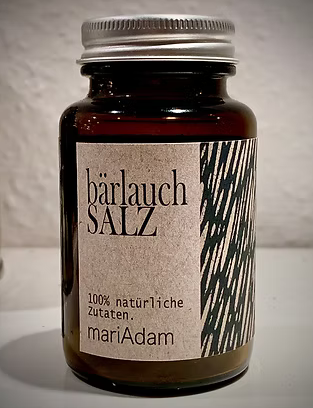 bärlauch
SALZ
100% natürliche
Zutaten.
mariAdam